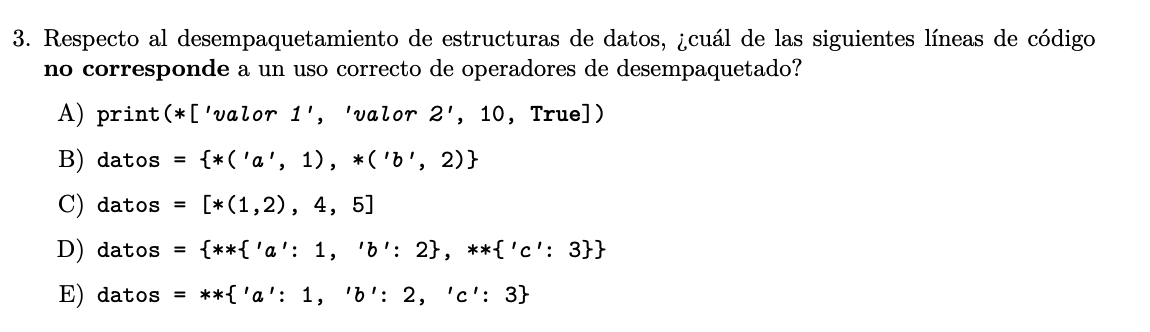 3. Respecto al desempaquetamiento de estructuras de datos, ¿cuál de las siguientes líneas de código
no corresponde a un uso correcto de operadores de desempaquetado?
A) print(*['valor 1', 'valor 2', 10, True])
B) datos = {*('a', 1), *('b', 2)}
C) datos = [*(1,2), 4, 5]
D) datos = {**{'a': 1, 'b': 2}, **{'c': 3}}
E) datos = **{'a': 1, 'b': 2, 'c': 3}